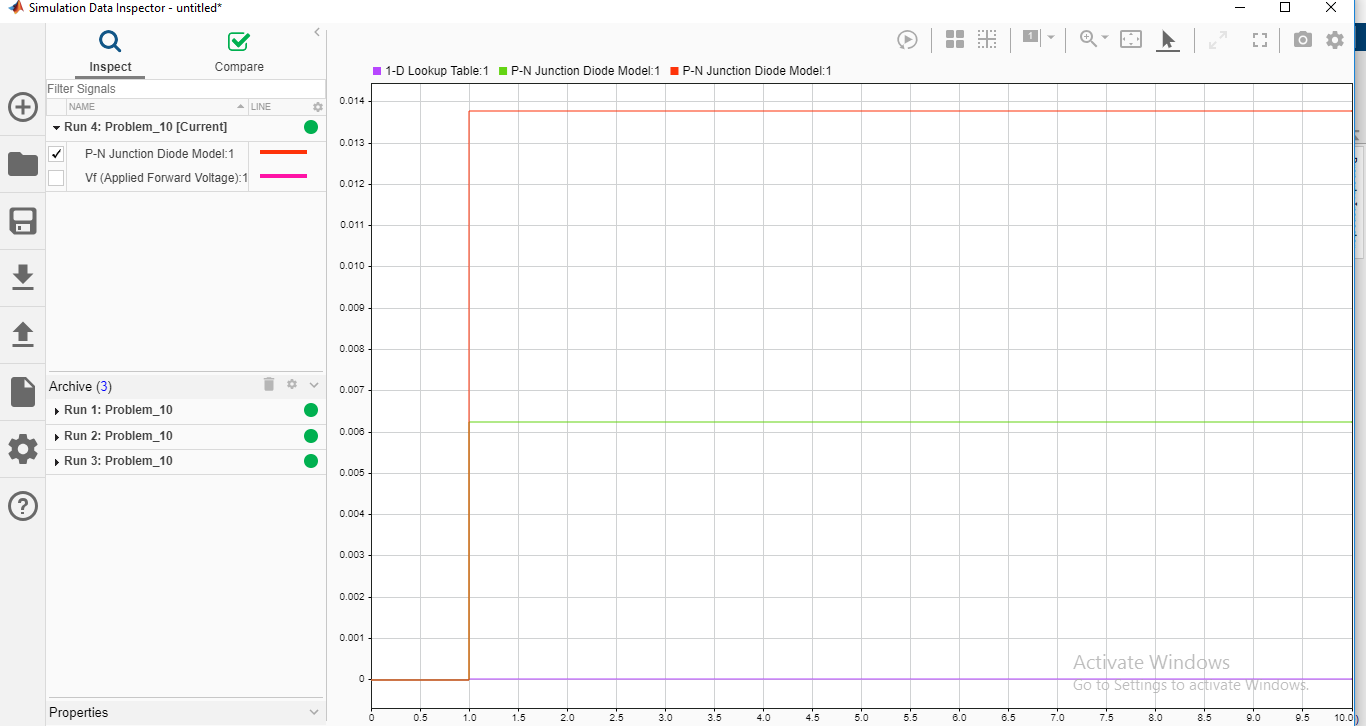 Simulation Data Inspector - untitled*
Inspect
Compare
Filter Signals
NAME
LINE
Run 4: Problem_10 [Current]
P-N Junction Diode Model:1
Vf (Applied Forward Voltage):1
Archive (3)
Run 1: Problem_10
Run 2: Problem_10
Run 3: Problem_10
Properties
1
1-D Lookup Table:1
P-N Junction Diode Model:1
P-N Junction Diode Model:1
0.014
0.013
0.012
0.011
0.010
0.009
0.008
0.007
0.006
0.005
0.004
0.003
0.002
0.001
0
0 0.5 1.0 1.5 2.0 2.5 3.0 3.5 4.0 4.5 5.0 5.5 6.0 6.5 7.0 7.5 8.0 8.5 9.0 9.5 10.0
Activate Windows
Go to Settings to activate Windows.